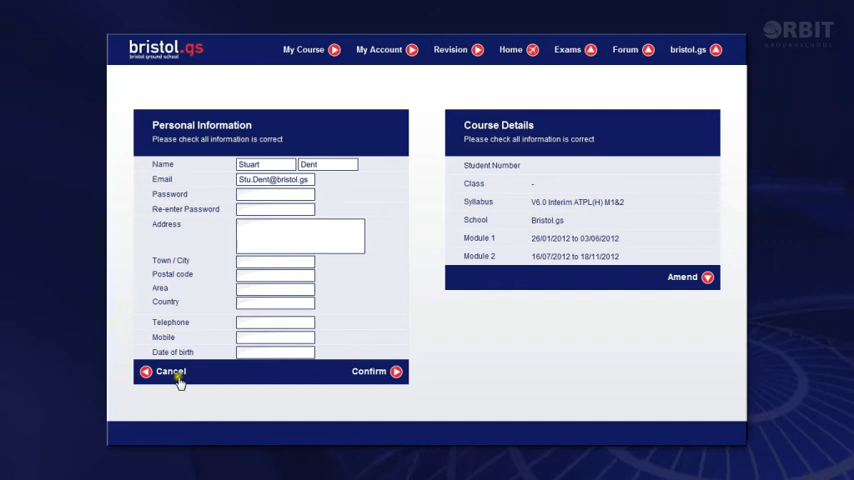 ORBIT
GROUNDSCHOOL
bristol.gs
bristol ground school
My Course My Account Revision Home Exams Forum bristol.gs
Personal Information
Please check all information is correct
Name Stuart Dent
Email Stu.Dent@bristol.gs
Password
Re-enter Password
Address
Town / City
Postal code
Area
Country
Telephone
Mobile
Date of birth
Cancel Confirm
Course Details
Please check all information is correct
Student Number
Class -
Syllabus V6.0 Interim ATPL(H) M1&2
School Bristol.gs
Module 1 26/01/2012 to 03/06/2012
Module 2 16/07/2012 to 18/11/2012
Amend